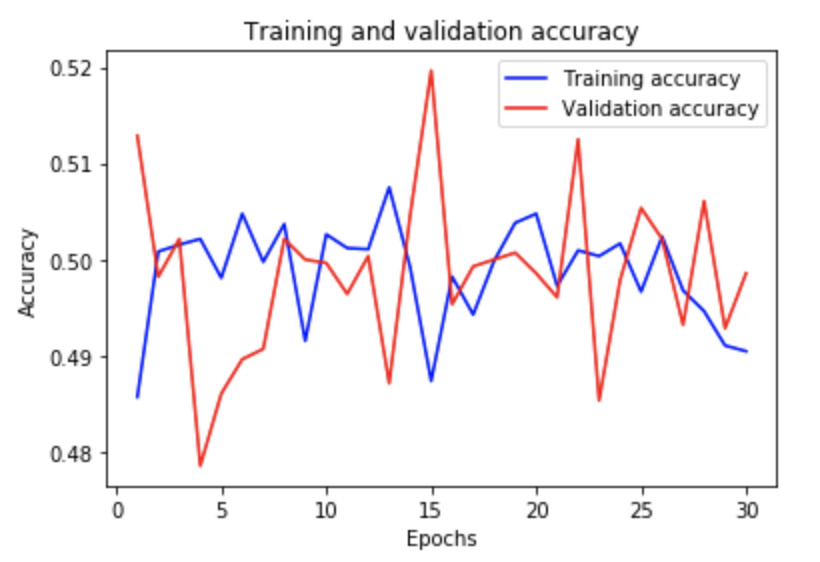 Training and validation accuracy
0.52
0.51
0.50
0.49
0.48
Accuracy
Training accuracy
Validation accuracy
0 5 10 15 20 25 30
Epochs